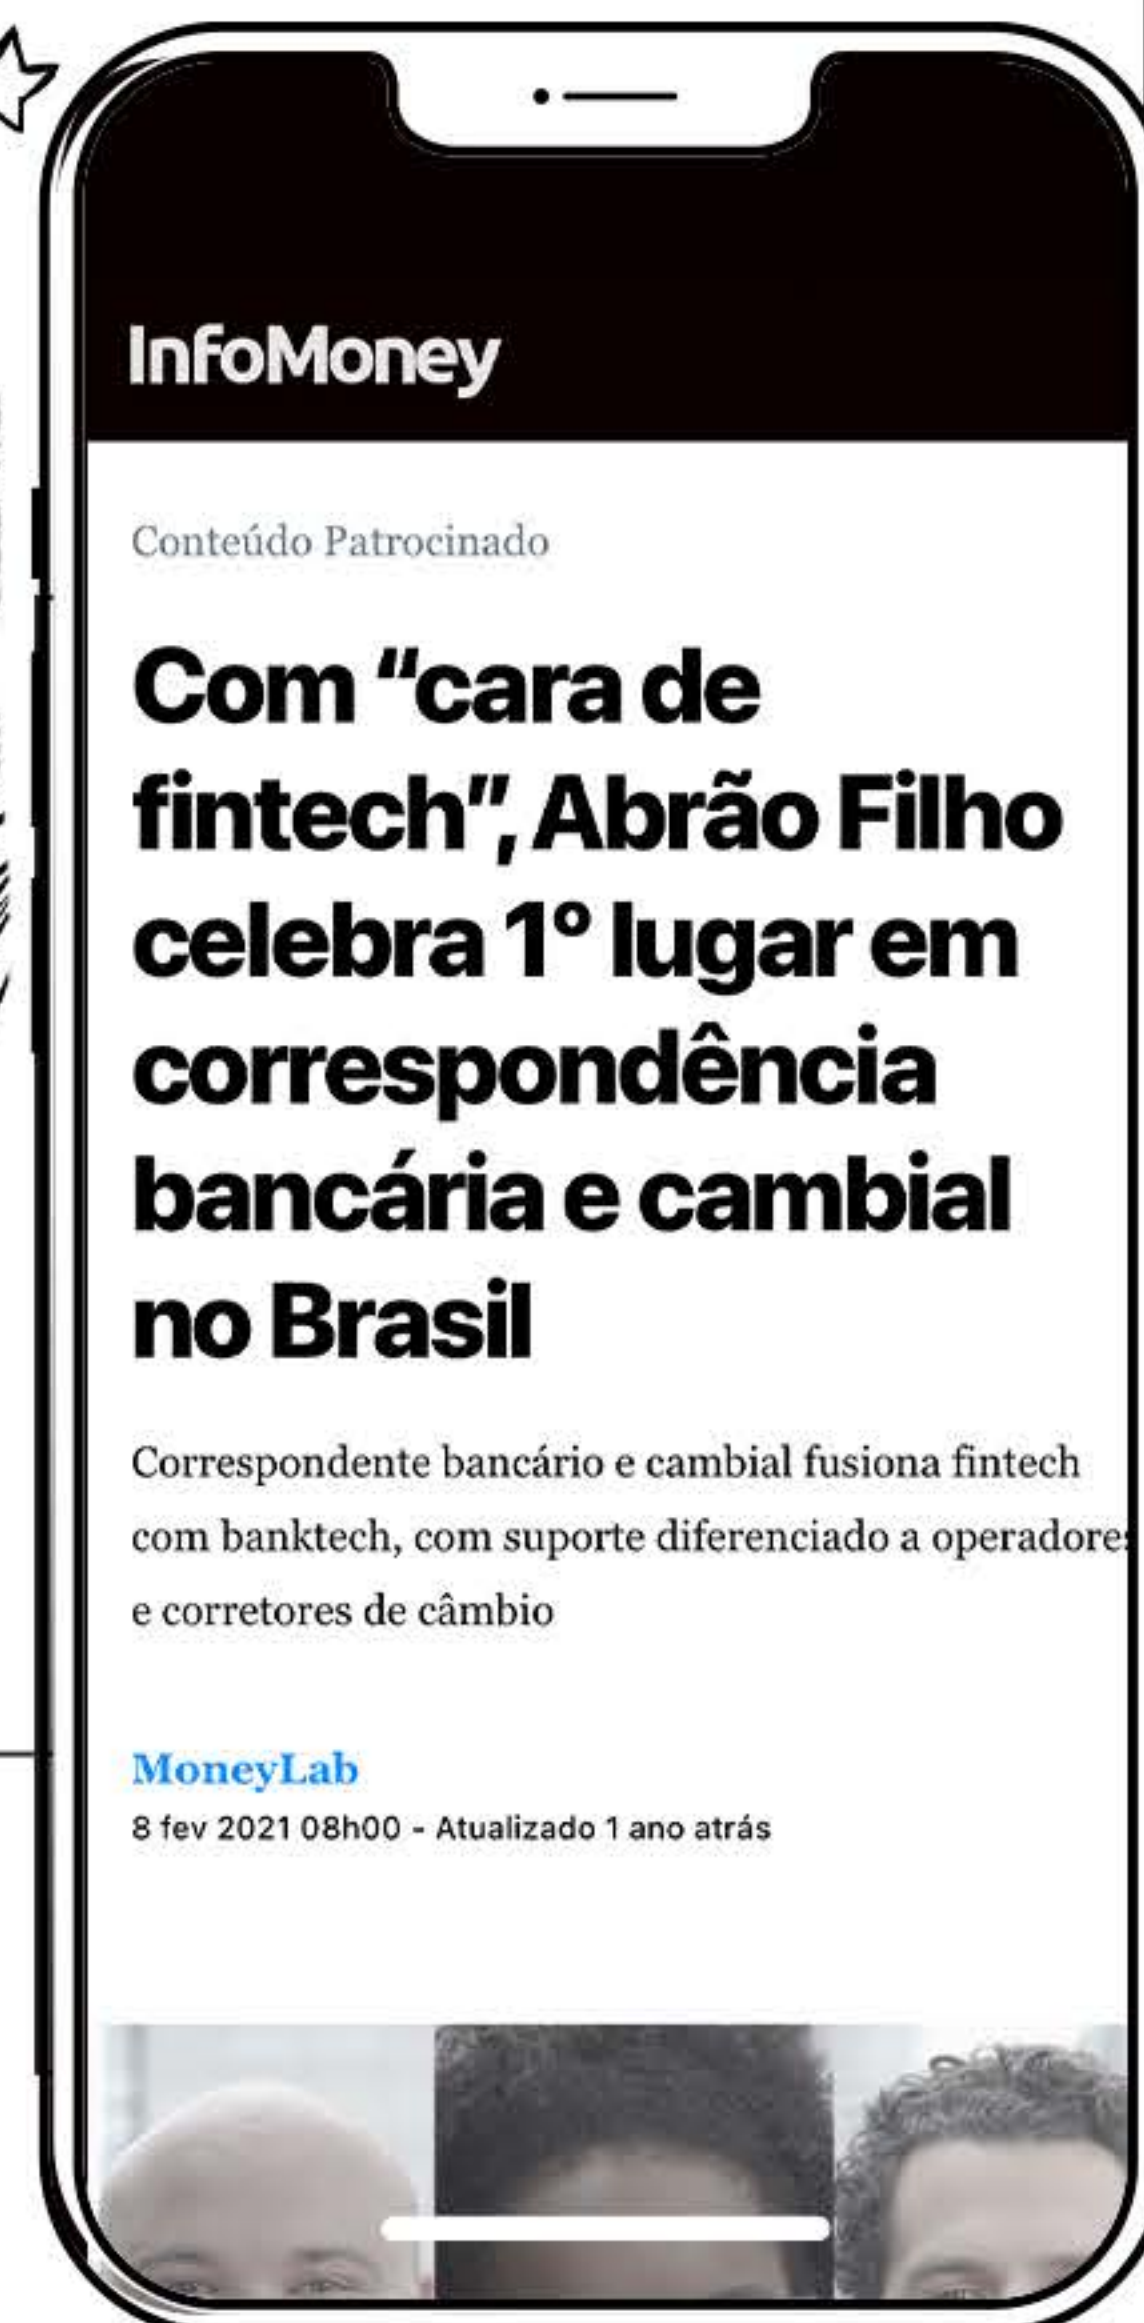 InfoMoney
Conteúdo Patrocinado
Com “cara de
fintech”, Abrão Filho
celebra 1º lugar em
correspondência
bancária e cambial
no Brasil
Correspondente bancário e cambial fusiona fintech
com banktech, com suporte diferenciado a operadores
e corretores de câmbio
MoneyLab
8 fev 2021 08h00 - Atualizado 1 ano atrás